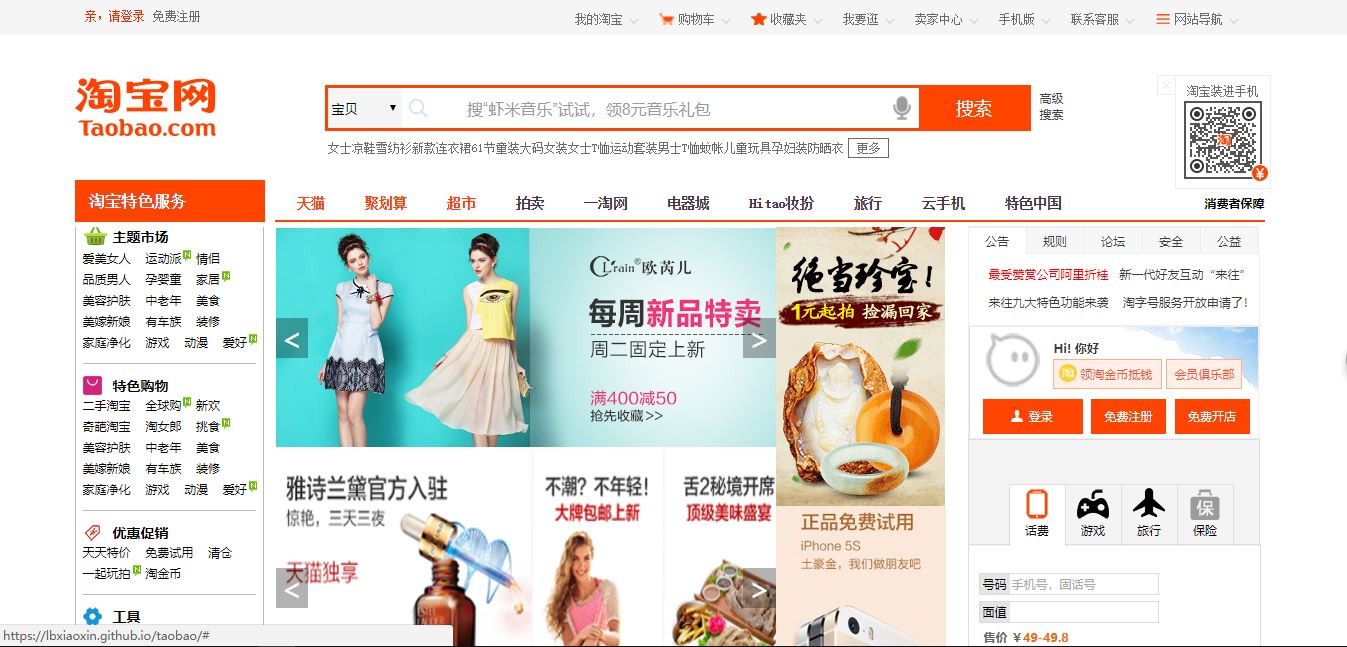 亲，请登录 免费注册
我的淘宝 购物车 收藏夹 我要逛 卖家中心 手机版 联系客服 网站导航
淘宝网
Taobao.com
宝贝 搜“虾米音乐”试试，领8元音乐礼包 搜索
高级
搜索
女士凉鞋雪纺衫新款连衣裙61节童装大码女装女士T恤运动套装男士T恤蚊帐儿童玩具孕妇装防晒衣 更多
淘宝装进手机
淘
¥
淘宝特色服务
天猫 聚划算 超市 拍卖 一淘网 电器城 Hitao妆扮 旅行 云手机 特色中国
消费者保障
主题市场
爱美女人 运动派N 情侣
品质男人 孕婴童 家居N
美容护肤 中老年 美食
美嫁新娘 有车族 装修
家庭净化 游戏 动漫 爱好N
特色购物
二手淘宝 全球购N 新欢
奇葩淘宝 淘女郎 挑食N
美容护肤 中老年 美食
美嫁新娘 有车族 装修
家庭净化 游戏 动漫 爱好N
优惠促销
天天特价 免费试用 清仓
一起玩拍N 淘金币
工具
https://lbxiaoxin.github.io/taobao/#
Clrain®欧芮儿
每周新品特卖
周二固定上新
满400减50
抢先收藏>>
<
>
雅诗兰黛官方入驻
惊艳，三天三夜
天猫独享
不潮？不年轻！
大牌包邮上新
舌2秘境开席
顶级美味盛宴
<
>
绝当珍宝！
1元起拍 捡漏回家
正品免费试用
iPhone 5S
土豪金，我们做朋友吧
公告 规则 论坛 安全 公益
最受赞赏公司阿里折桂 新一代好友互动“来往”
来往九大特色功能来袭 淘字号服务开放申请了！
Hi! 你好
淘 领淘金币抵钱 会员俱乐部
登录 免费注册 免费开店
保
话费 游戏 旅行 保险
号码 手机号，固话号
面值
售价 ￥49-49.8